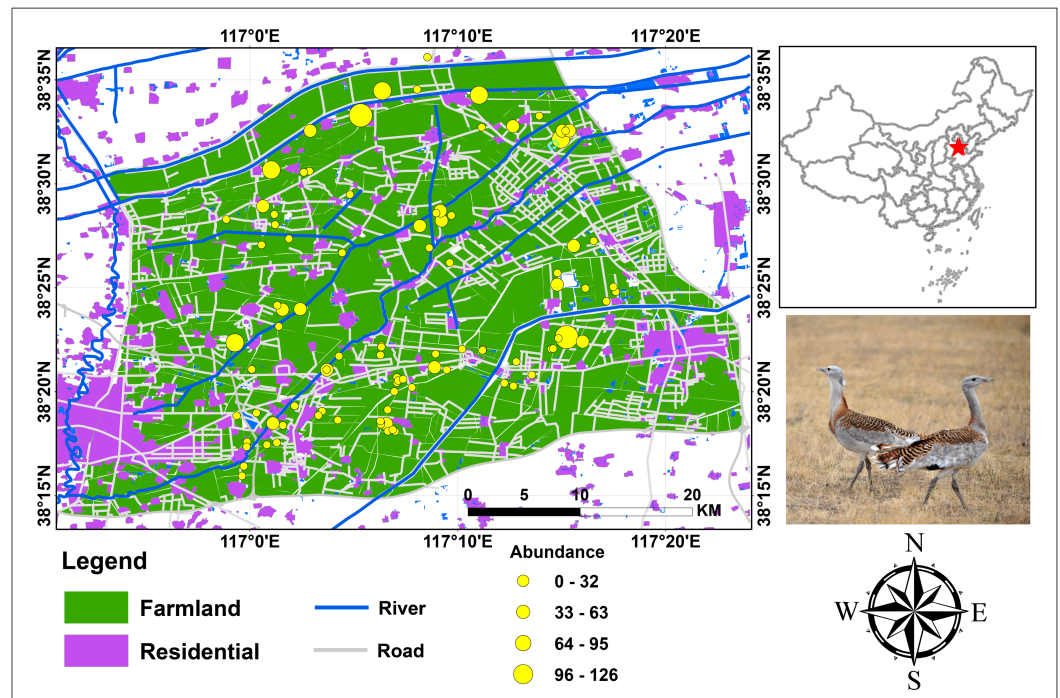 117°0'E 117°10'E 117°20'E
38°35'N 38°35'N
38°30'N 38°30'N
38°25'N 38°25'N
38°20'N 38°20'N
38°15'N 38°15'N
0 5 10 20
KM
117°0'E 117°10'E 117°20'E
Legend
Farmland
Residential
River
Road
Abundance
0 - 32
33 - 63
64 - 95
96 - 126
N
W E
S